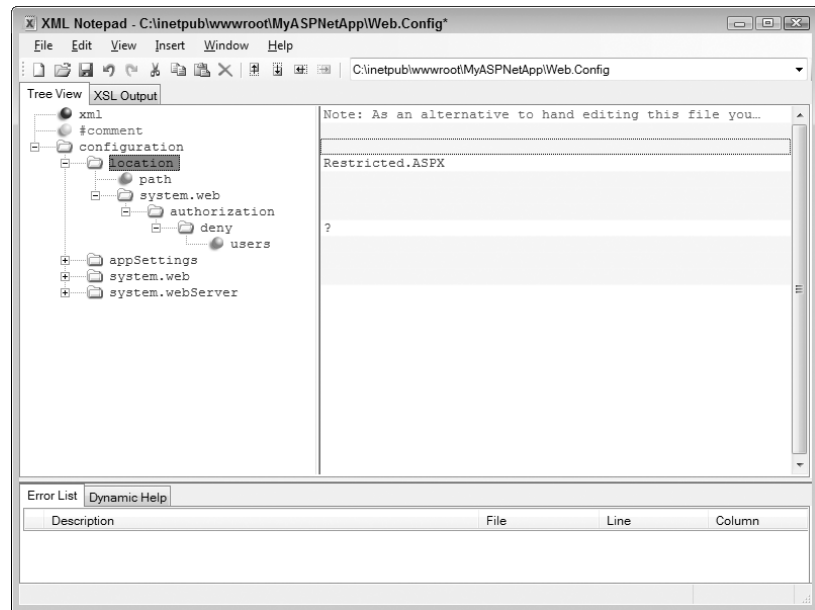 XML Notepad - C:\inetpub\wwwroot\MyASPNetApp\Web.Config*
File Edit View Insert Window Help
C:\inetpub\wwwroot\MyASPNetApp\Web.Config
Tree View XSL Output
xml Note: As an alternative to hand editing this file you…
#comment
configuration
location Restricted.ASPX
path
system.web
authorization
deny ?
users
appSettings
system.web
system.webServer
Error List Dynamic Help
Description File Line Column